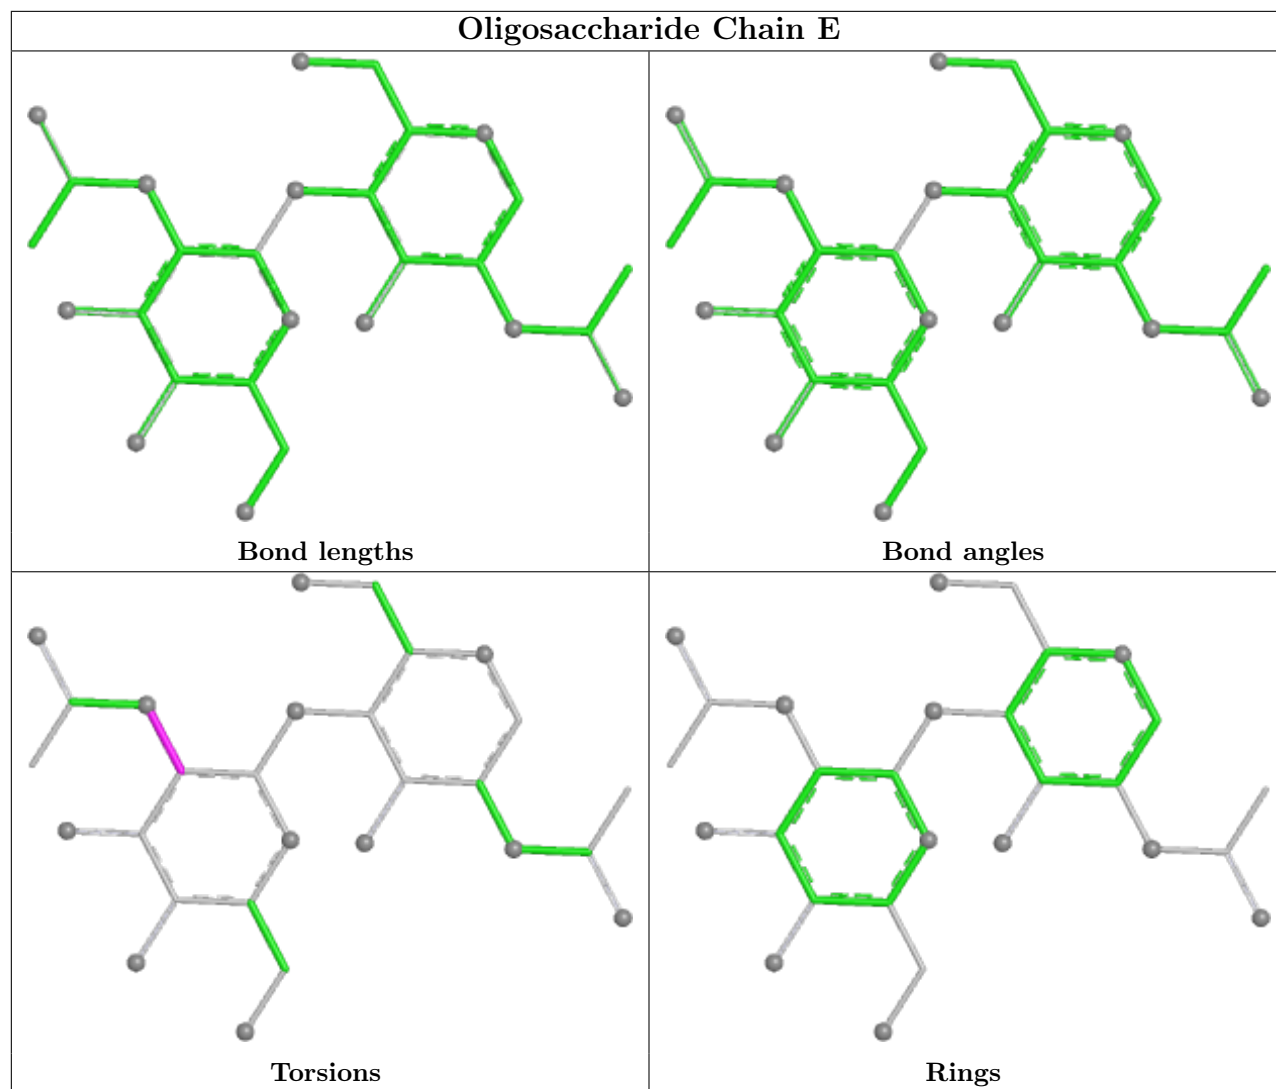 Oligosaccharide Chain E
Bond lengths
Bond angles
Torsions
Rings